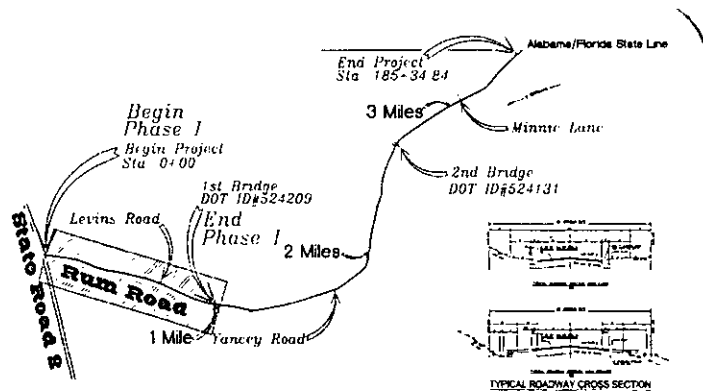 Alabama/Florida State Line
End Project
Sta 185+34 84
3 Miles
Minnie Lane
Begin
Phase I
Begin Project
Sta 0+00
2nd Bridge
DOT ID#524131
1st Bridge
DOT ID#524209
End
Phase I
Levins Road
State Road 2
Rum Road
2 Miles
1 Mile
Yancey Road
TYPICAL ROADWAY CROSS SECTION